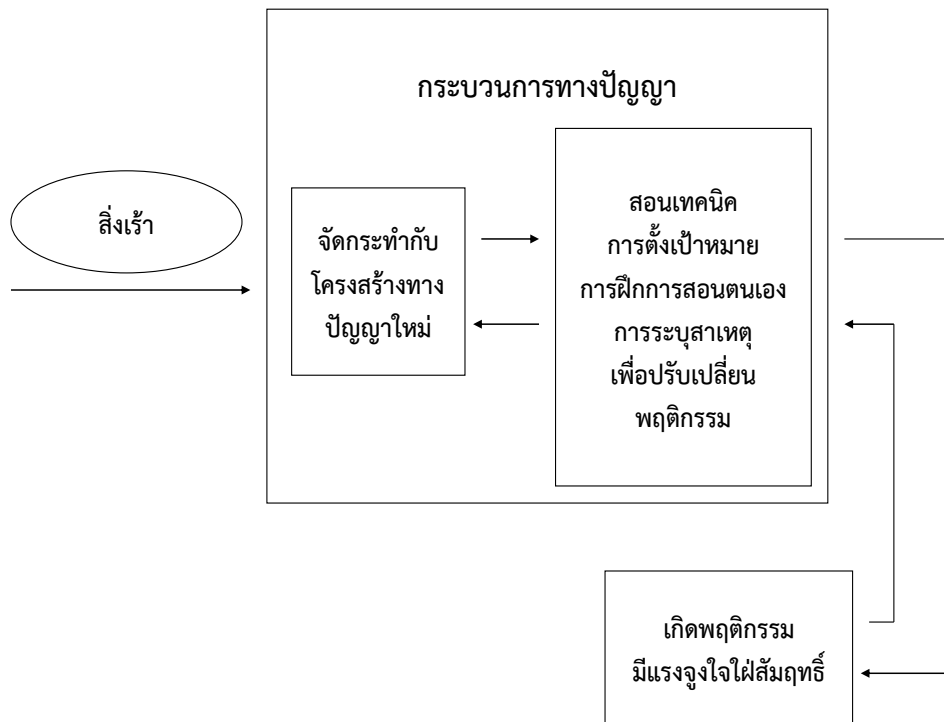 กระบวนการทางปัญญา
สิ่งเร้า
จัดกระทำกับ
โครงสร้างทาง
ปัญญาใหม่
สอนเทคนิค
การตั้งเป้าหมาย
การฝึกการสอนตนเอง
การระบุสาเหตุ
เพื่อปรับเปลี่ยน
พฤติกรรม
เกิดพฤติกรรม
มีแรงจูงใจใฝ่สัมฤทธิ์